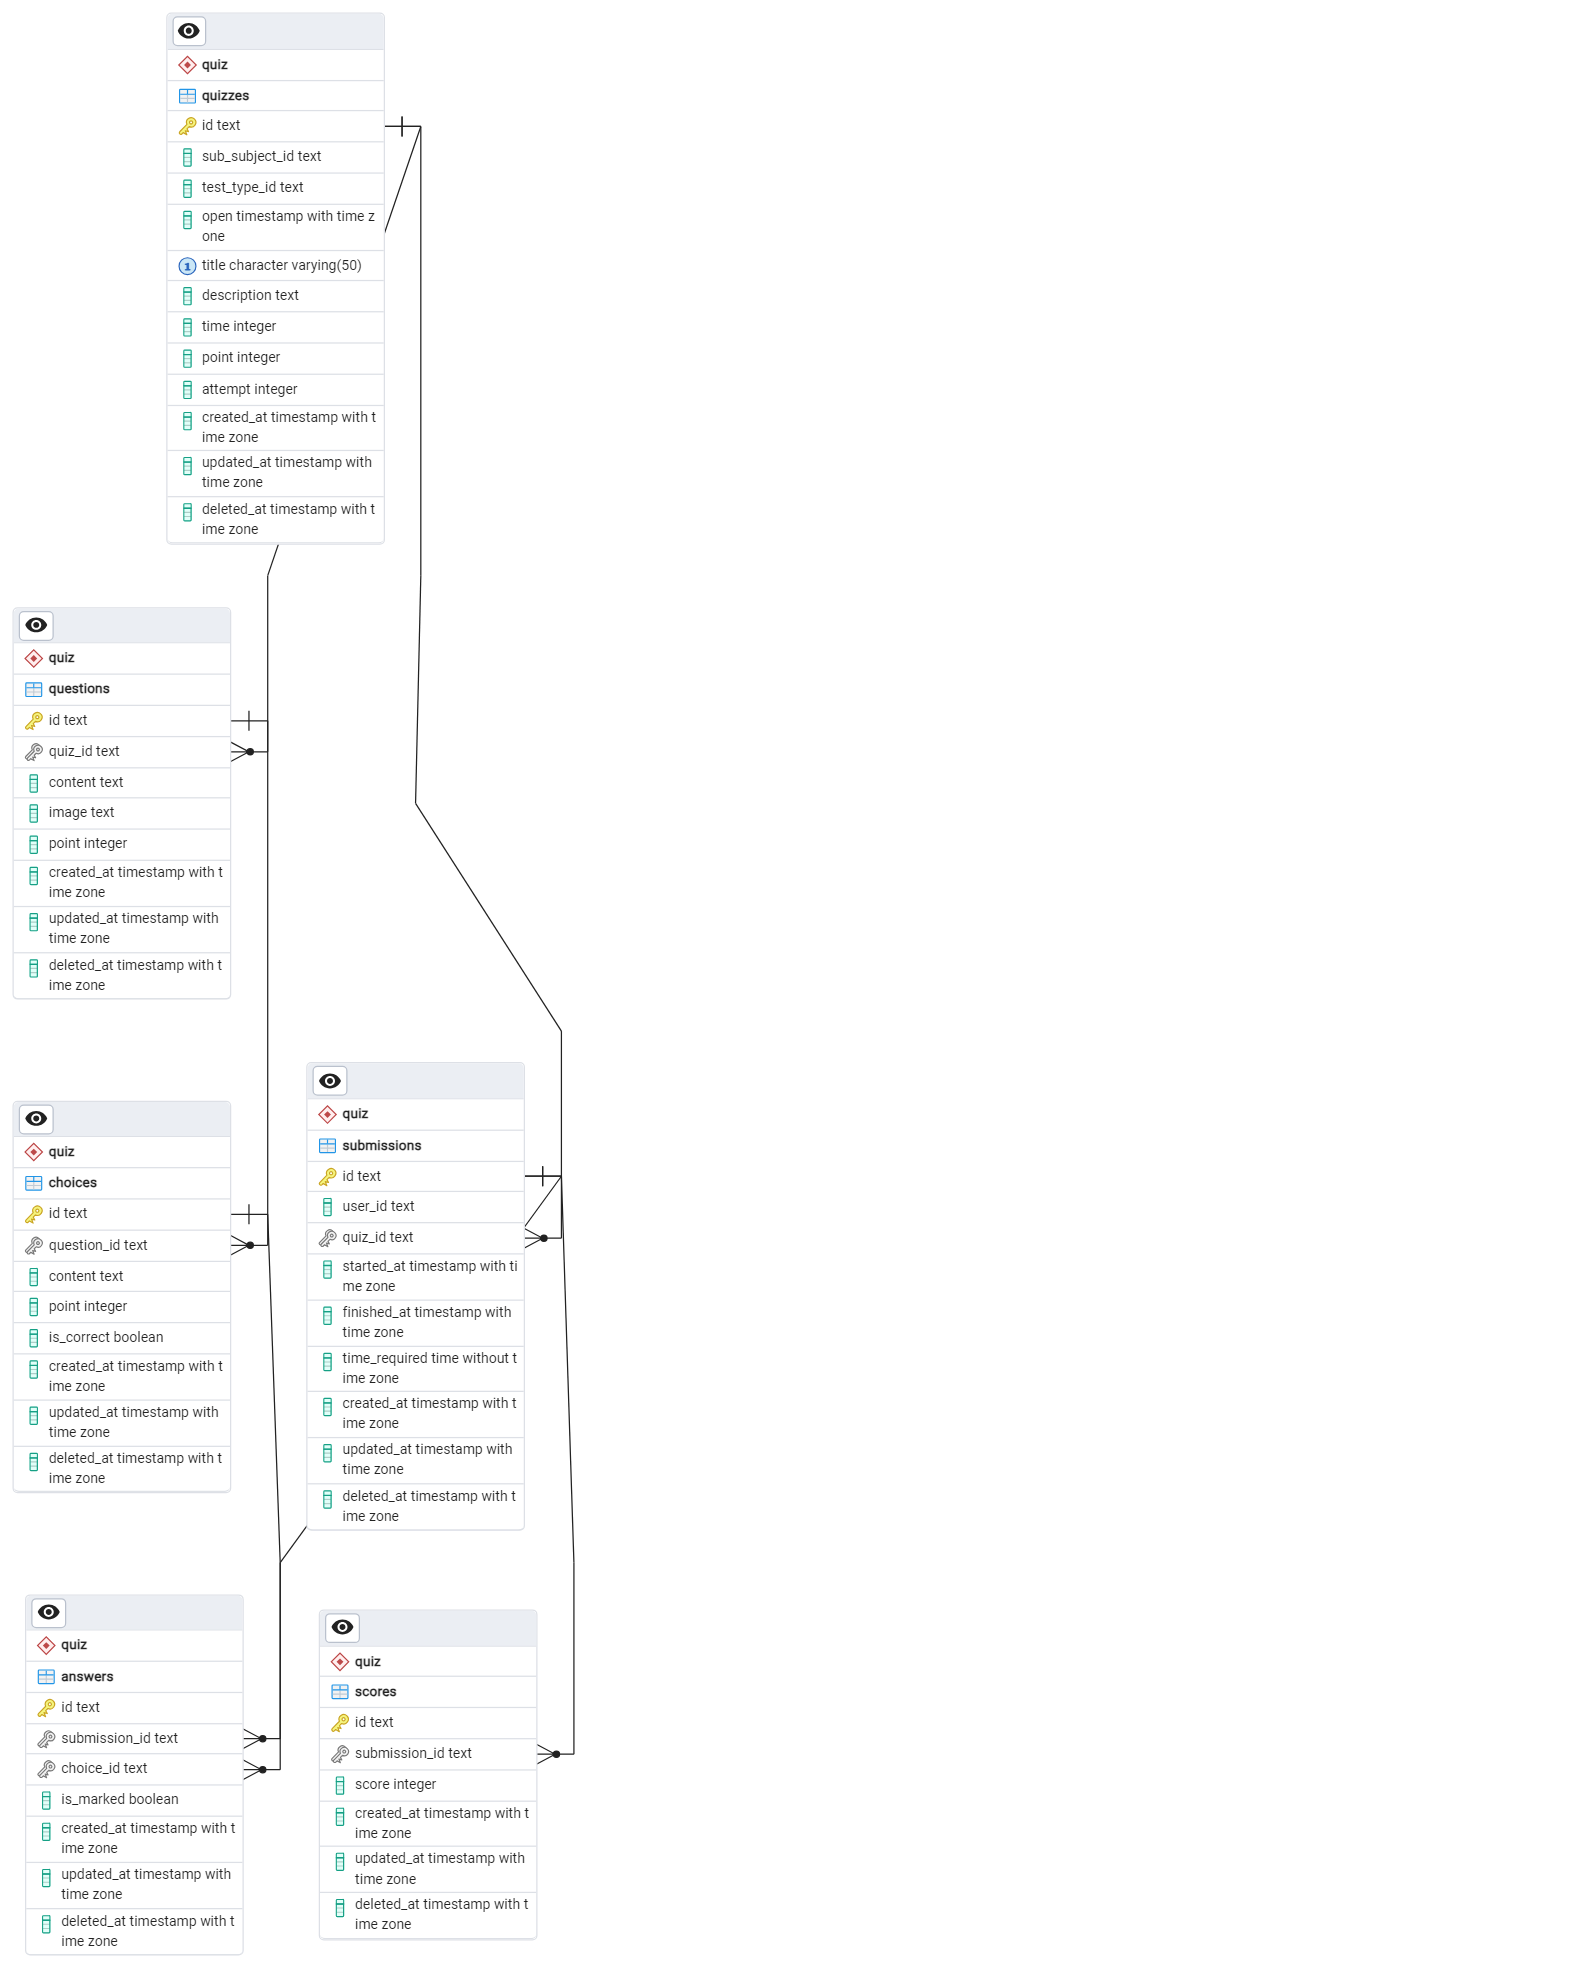 quiz
quizzes
id text
sub_subject_id text
test_type_id text
open timestamp with time z
one
1 title character varying(50)
description text
time integer
point integer
attempt integer
created_at timestamp with t
ime zone
updated_at timestamp with
time zone
deleted_at timestamp with t
ime zone
quiz
questions
id text
quiz_id text
content text
image text
point integer
created_at timestamp with t
ime zone
updated_at timestamp with
time zone
deleted_at timestamp with t
ime zone
quiz
choices
id text
question_id text
content text
point integer
is_correct boolean
created_at timestamp with t
ime zone
updated_at timestamp with
time zone
deleted_at timestamp with t
ime zone
quiz
submissions
id text
user_id text
quiz_id text
started_at timestamp with ti
me zone
finished_at timestamp with
time zone
time_required time without t
ime zone
created_at timestamp with t
ime zone
updated_at timestamp with
time zone
deleted_at timestamp with t
ime zone
quiz
answers
id text
submission_id text
choice_id text
is_marked boolean
created_at timestamp with t
ime zone
updated_at timestamp with
time zone
deleted_at timestamp with t
ime zone
quiz
scores
id text
submission_id text
score integer
created_at timestamp with t
ime zone
updated_at timestamp with
time zone
deleted_at timestamp with t
ime zone